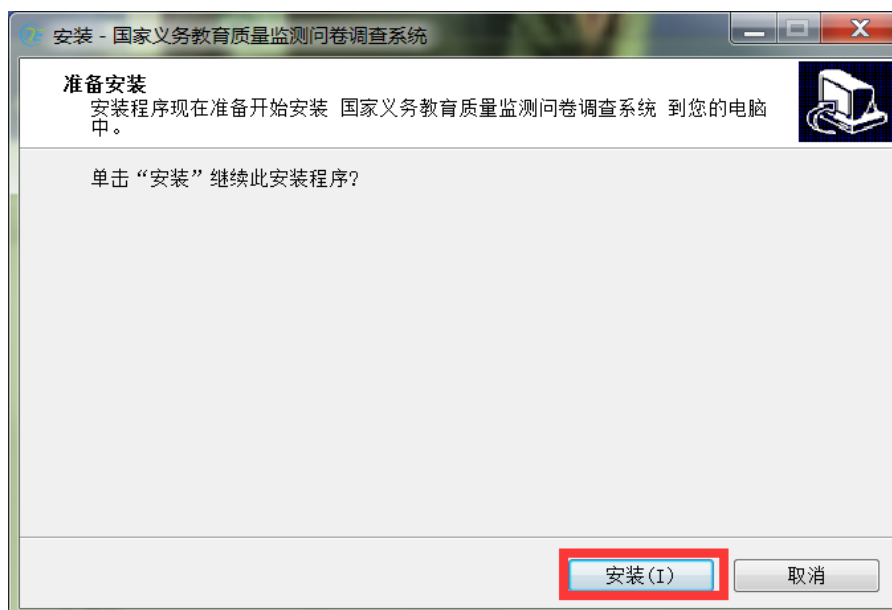 安装 - 国家义务教育质量监测问卷调查系统
准备安装
安装程序现在准备开始安装 国家义务教育质量监测问卷调查系统 到您的电脑
中。
单击“安装”继续此安装程序?
安装(I)
取消